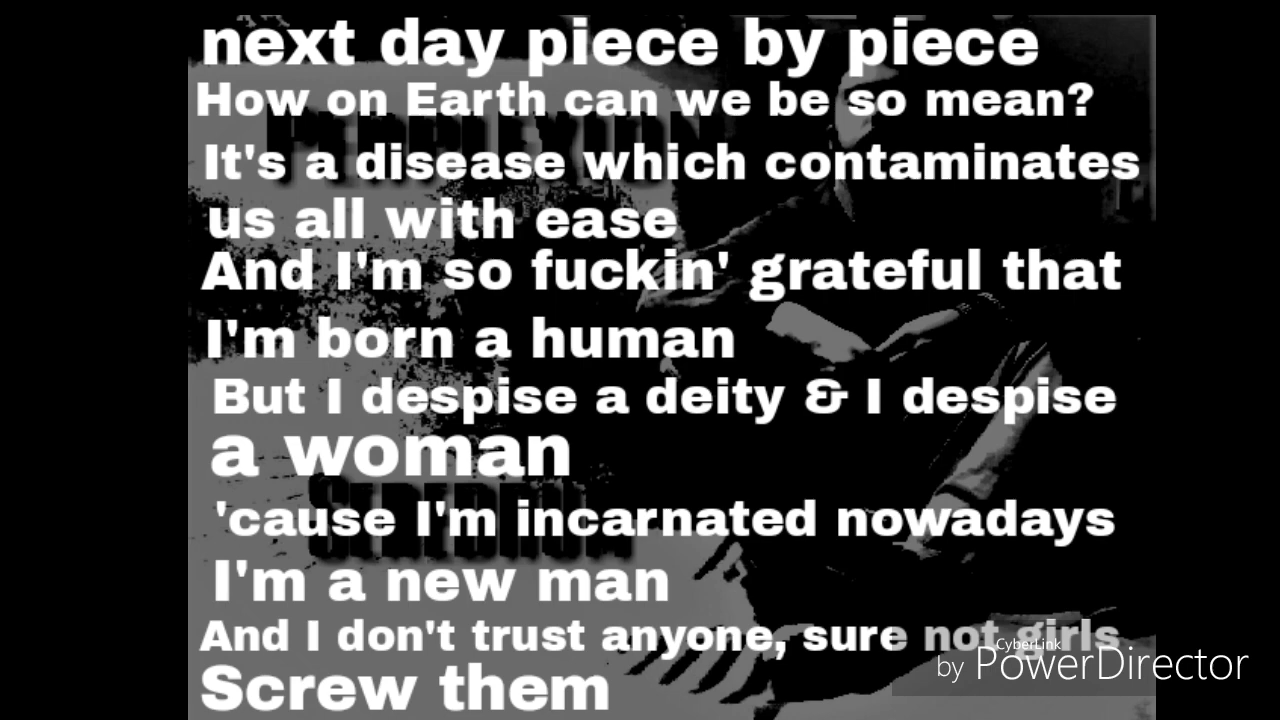 next day piece by piece
How on Earth can we be so mean?
It's a disease which contaminates
us all with ease
And I'm so fuckin' grateful that
I'm born a human
But I despise a deity & I despise
a woman
'cause I'm incarnated nowadays
I'm a new man
And I don't trust anyone, sure not girls
Screw them
CyberLink
by PowerDirector